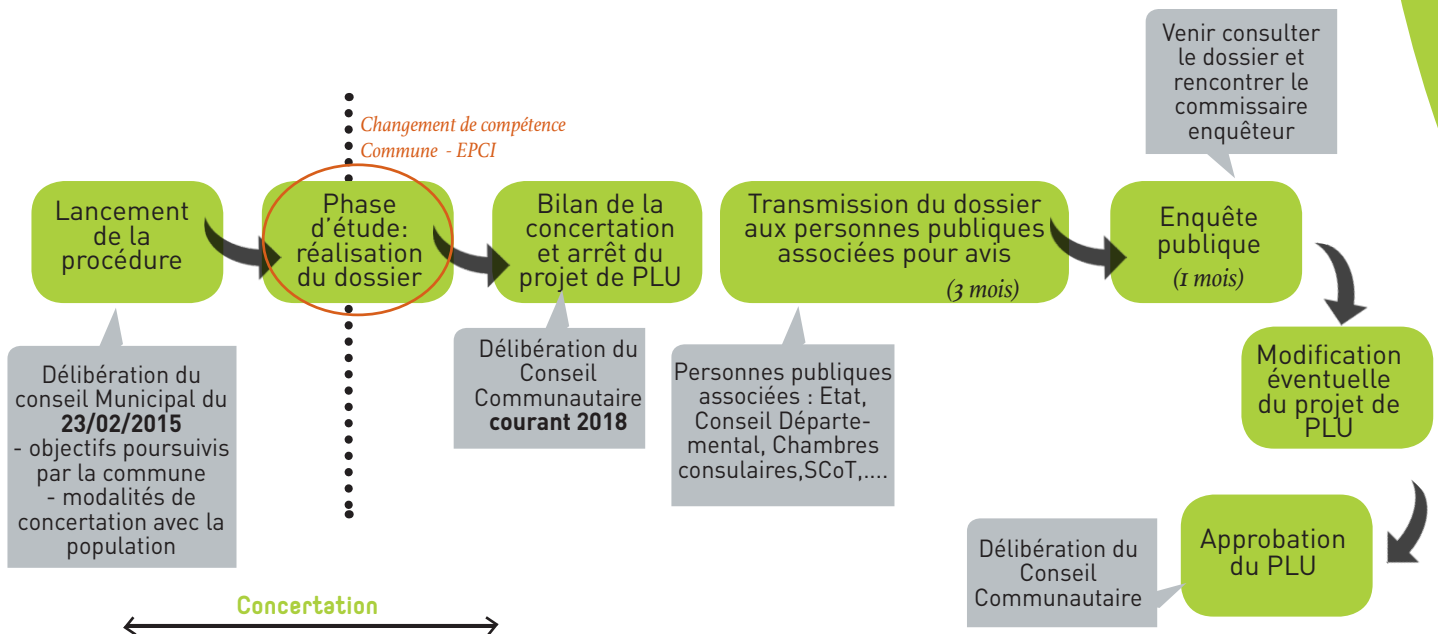 Venir consulter
le dossier et
rencontrer le
commissaire
enquêteur
Changement de compétence
Commune - EPCI
Lancement
de la
procédure
Phase
d'étude:
réalisation
du dossier
Bilan de la
concertation
et arrêt du
projet de PLU
Transmission du dossier
aux personnes publiques
associées pour avis
(3 mois)
Enquête
publique
(1 mois)
Délibération du
conseil Municipal du
23/02/2015
- objectifs poursuivis
par la commune
- modalités de
concertation avec la
population
Délibération du
Conseil
Communautaire
courant 2018
Personnes publiques
associées : Etat,
Conseil Départe-
mental, Chambres
consulaires,SCoT,....
Modification
éventuelle
du projet de
PLU
Approbation
du PLU
Délibération du
Conseil
Communautaire
Concertation